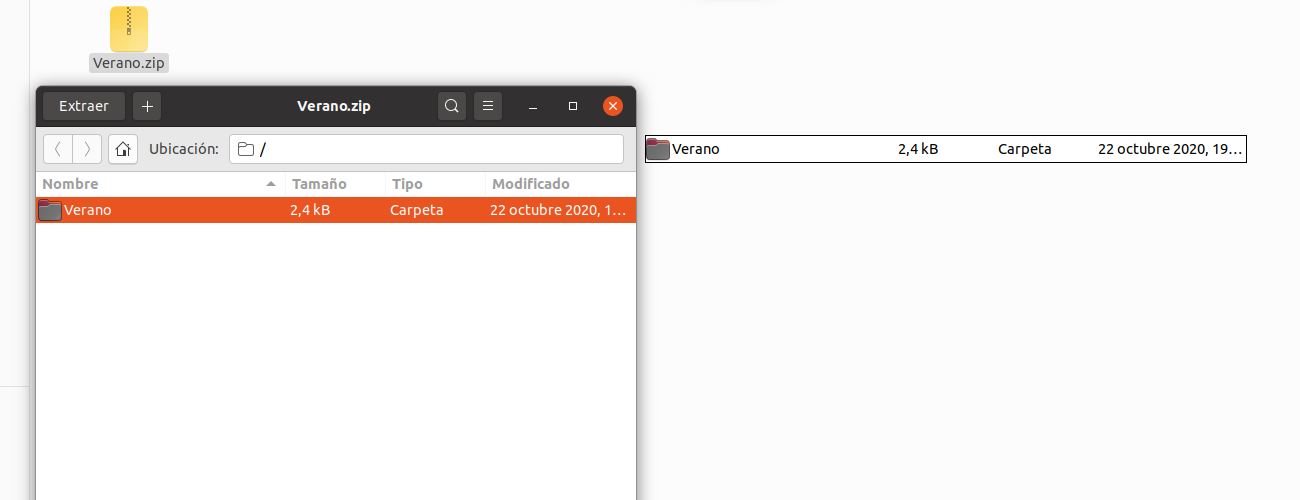 Verano.zip
Extraer Verano.zip
Ubicación: /
Verano 2,4 kB Carpeta 22 octubre 2020, 19…
Nombre Tamaño Tipo Modificado
Verano 2,4 kB Carpeta 22 octubre 2020, 1…